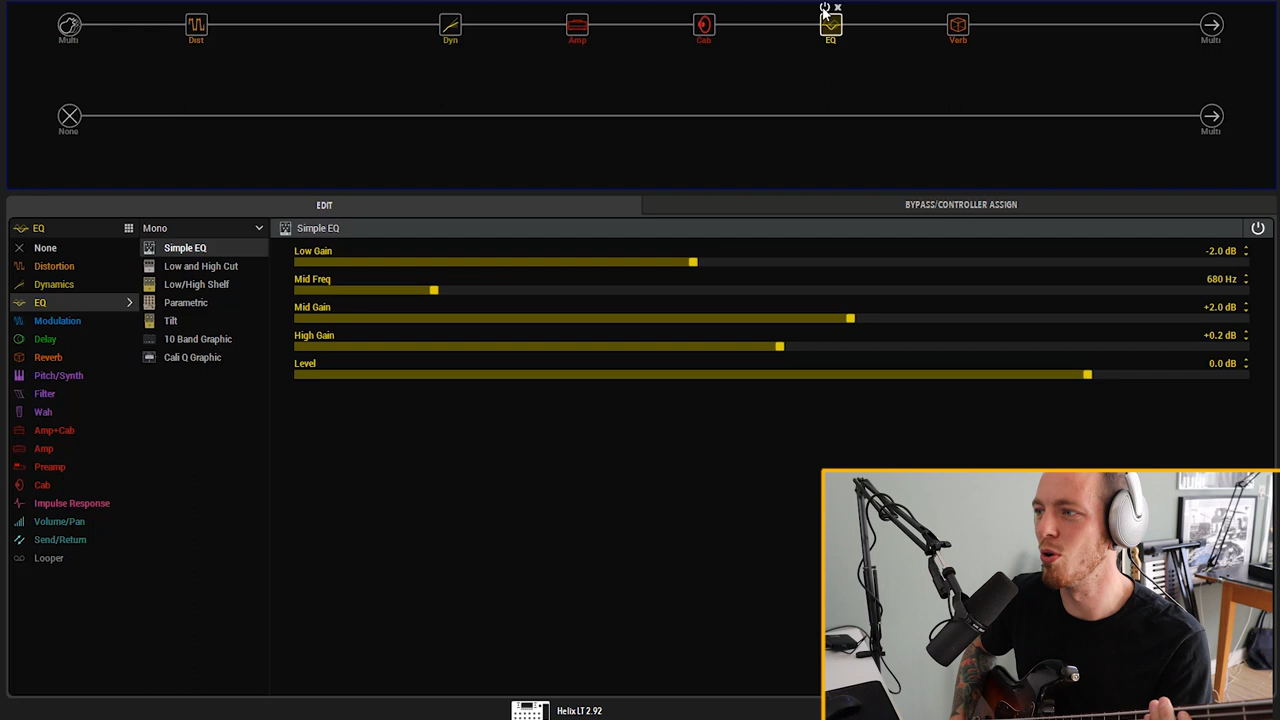 Multi
Dist
Dyn
Amp
Cab
EQ
Verb
Multi
None
Multi
EDIT
BYPASS/CONTROLLER ASSIGN
EQ
Mono
Simple EQ
None
Distortion
Dynamics
EQ
Modulation
Delay
Reverb
Pitch/Synth
Filter
Wah
Amp+Cab
Amp
Preamp
Cab
Impulse Response
Volume/Pan
Send/Return
Looper
Simple EQ
Low and High Cut
Low/High Shelf
Parametric
Tilt
10 Band Graphic
Cali Q Graphic
Low Gain -2.0 dB
Mid Freq 680 Hz
Mid Gain +2.0 dB
High Gain +0.2 dB
Level 0.0 dB
Helix LT 2.92